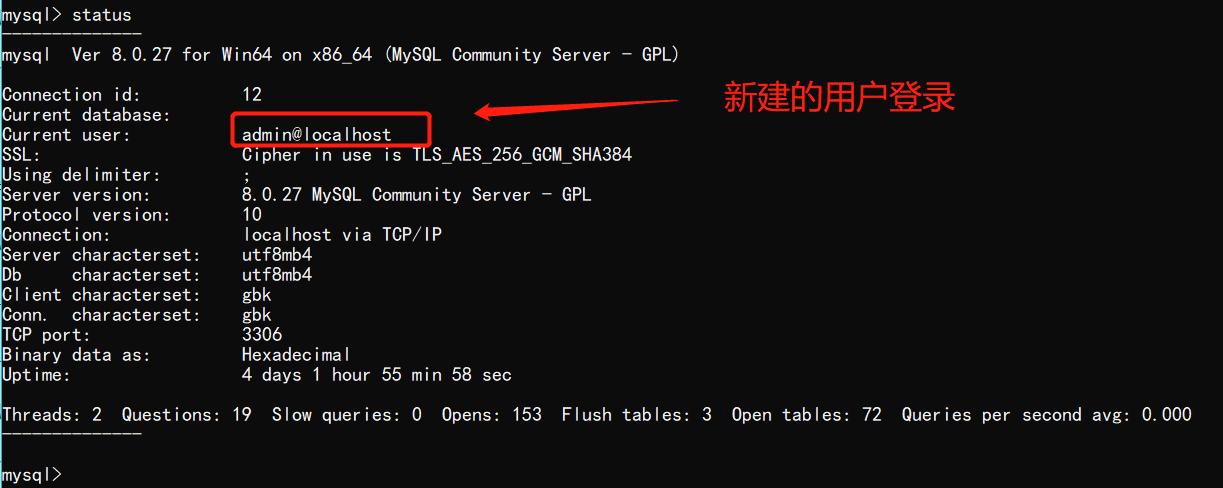 mysql> status
--------------
mysql  Ver 8.0.27 for Win64 on x86_64 (MySQL Community Server - GPL)
Connection id:          12
Current database:
Current user:           admin@localhost
SSL:                    Cipher in use is TLS_AES_256_GCM_SHA384
Using delimiter:        ;
Server version:         8.0.27 MySQL Community Server - GPL
Protocol version:       10
Connection:             localhost via TCP/IP
Server characterset:    utf8mb4
Db     characterset:    utf8mb4
Client characterset:    gbk
Conn.  characterset:    gbk
TCP port:               3306
Binary data as:         Hexadecimal
Uptime:                 4 days 1 hour 55 min 58 sec
Threads: 2  Questions: 19  Slow queries: 0  Opens: 153  Flush tables: 3  Open tables: 72  Queries per second avg: 0.000
--------------
mysql>
新建的用户登录